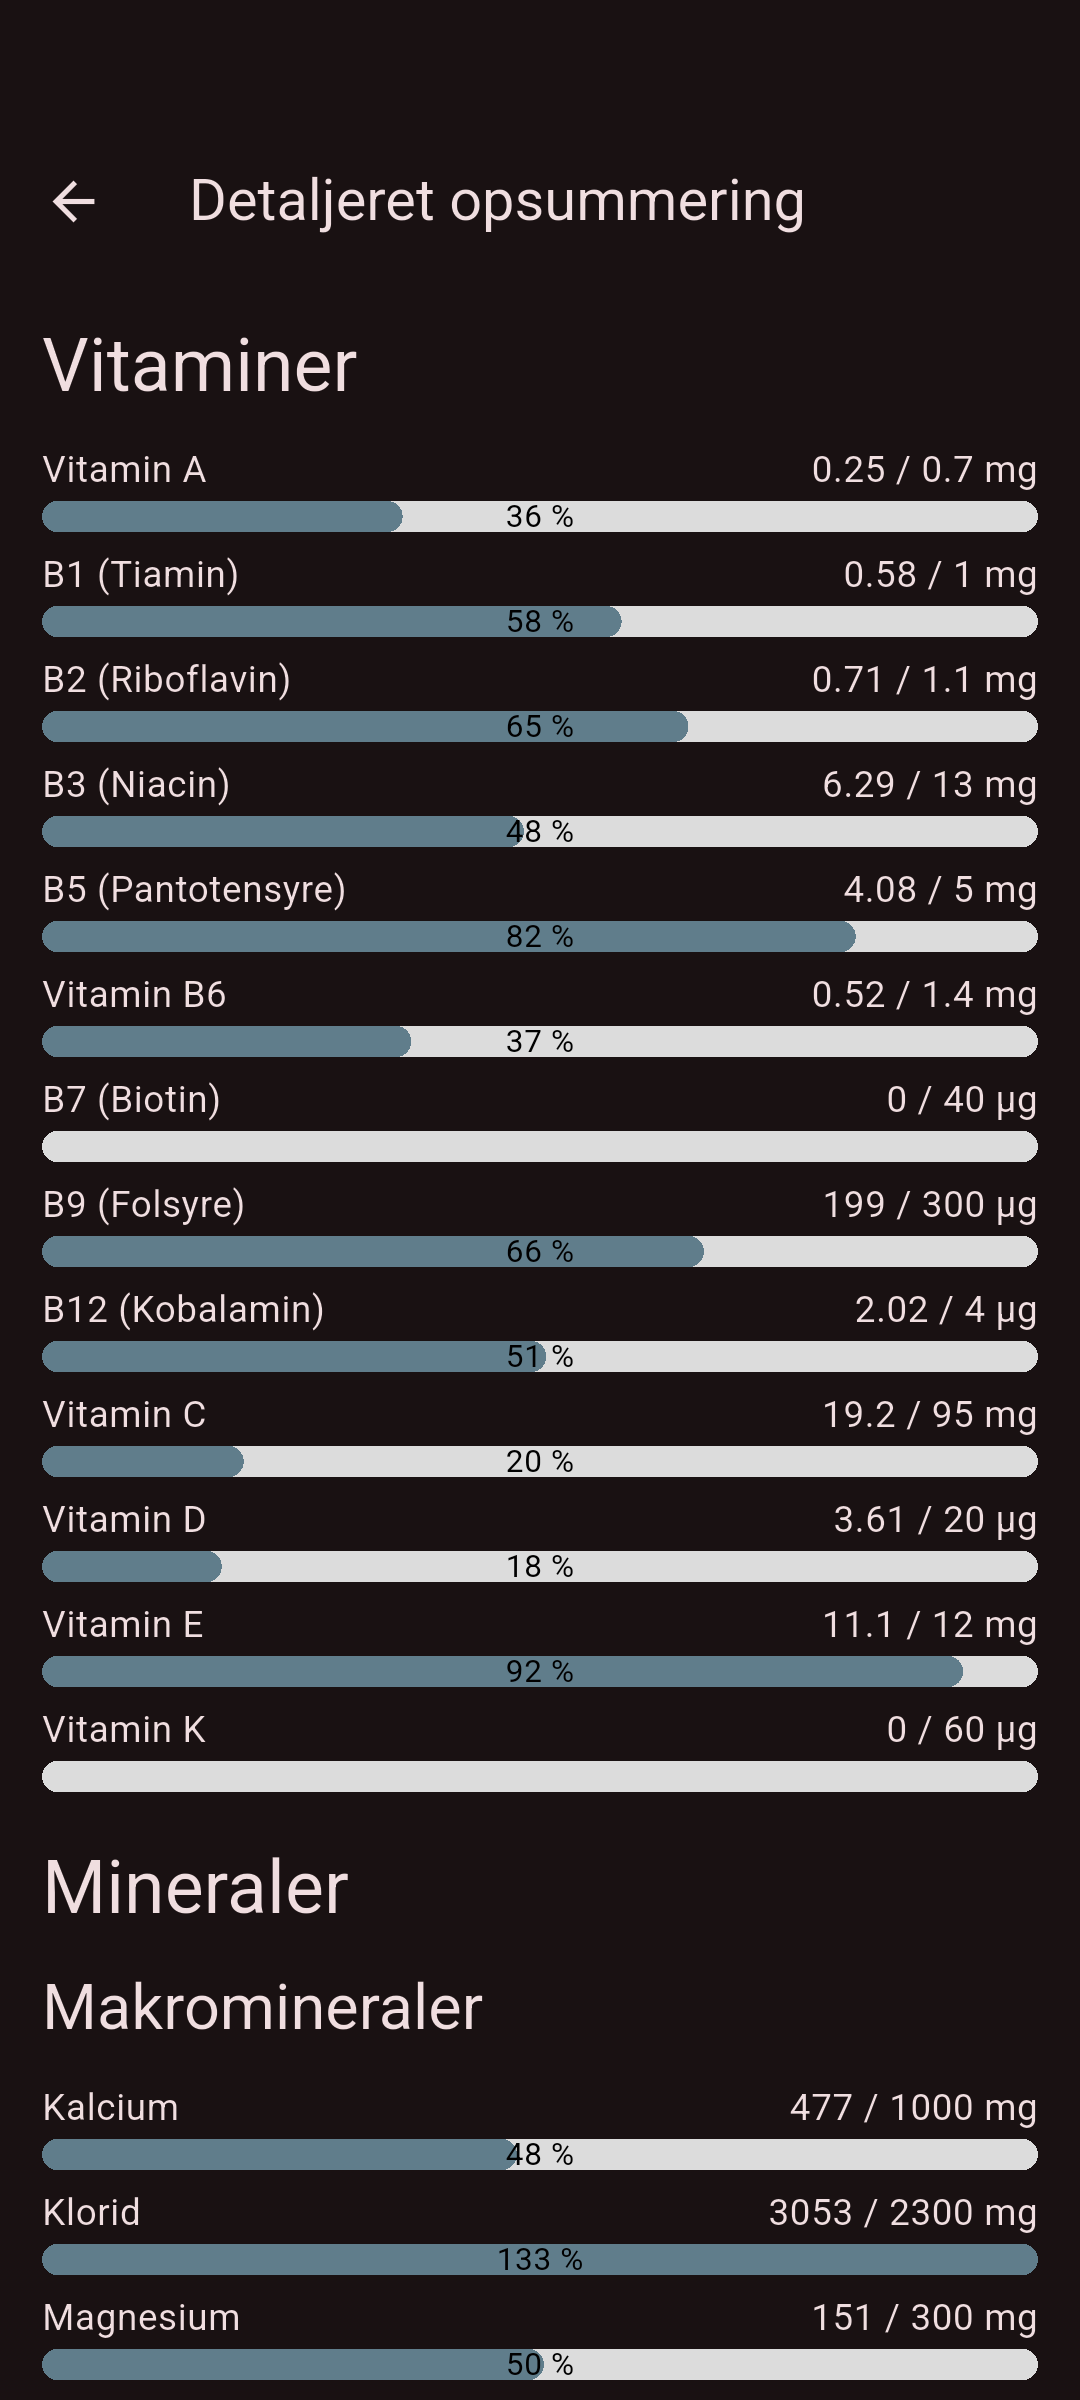 Detaljeret opsummering
Vitaminer
Vitamin A 0.25 / 0.7 mg
36 %
B1 (Tiamin) 0.58 / 1 mg
58 %
B2 (Riboflavin) 0.71 / 1.1 mg
65 %
B3 (Niacin) 6.29 / 13 mg
48 %
B5 (Pantotensyre) 4.08 / 5 mg
82 %
Vitamin B6 0.52 / 1.4 mg
37 %
B7 (Biotin) 0 / 40 µg
B9 (Folsyre) 199 / 300 µg
66 %
B12 (Kobalamin) 2.02 / 4 µg
51 %
Vitamin C 19.2 / 95 mg
20 %
Vitamin D 3.61 / 20 µg
18 %
Vitamin E 11.1 / 12 mg
92 %
Vitamin K 0 / 60 µg
Mineraler
Makromineraler
Kalcium 477 / 1000 mg
48 %
Klorid 3053 / 2300 mg
133 %
Magnesium 151 / 300 mg
50 %